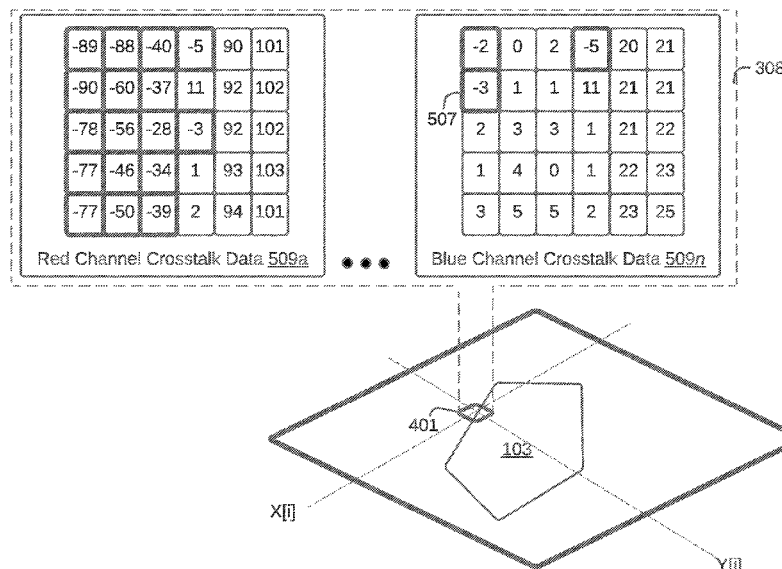 -89 -88 -40 -5 90 101
-90 -60 -37 11 92 102
-78 -56 -28 -3 92 102
-77 -46 -34 1 93 103
-77 -50 -39 2 94 101
Red Channel Crosstalk Data 509a
-2 0 2 -5 20 21
-3 1 1 11 21 21
2 3 3 1 21 22
1 4 0 1 22 23
3 5 5 2 23 25
Blue Channel Crosstalk Data 509n
308
507
401
103
X[i]
Y[i]